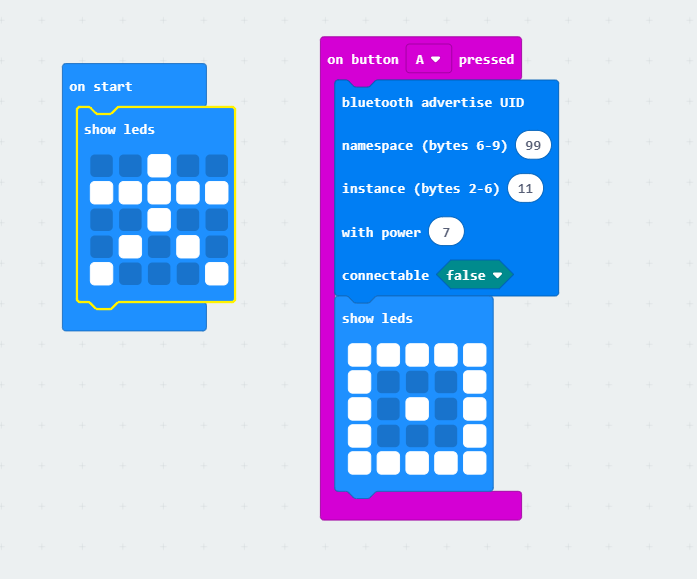 on start
show leds
on button A pressed
bluetooth advertise UID
namespace (bytes 6-9) 99
instance (bytes 2-6) 11
with power 7
connectable false
show leds